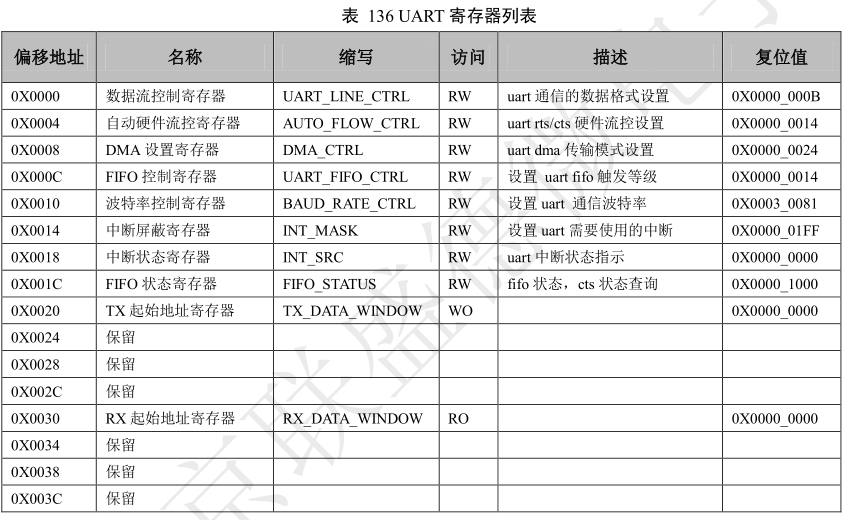 表 136 UART 寄存器列表
偏移地址 名称 缩写 访问 描述 复位值
0X0000 数据流控制寄存器 UART_LINE_CTRL RW uart 通信的数据格式设置 0X0000_000B
0X0004 自动硬件流控寄存器 AUTO_FLOW_CTRL RW uart rts/cts 硬件流控设置 0X0000_0014
0X0008 DMA 设置寄存器 DMA_CTRL RW uart dma 传输模式设置 0X0000_0024
0X000C FIFO 控制寄存器 UART_FIFO_CTRL RW 设置 uart fifo 触发等级 0X0000_0014
0X0010 波特率控制寄存器 BAUD_RATE_CTRL RW 设置 uart 通信波特率 0X0003_0081
0X0014 中断屏蔽寄存器 INT_MASK RW 设置 uart 需要使用的中断 0X0000_01FF
0X0018 中断状态寄存器 INT_SRC RW uart 中断状态指示 0X0000_0000
0X001C FIFO 状态寄存器 FIFO_STATUS RW fifo 状态，cts 状态查询 0X0000_1000
0X0020 TX 起始地址寄存器 TX_DATA_WINDOW WO 0X0000_0000
0X0024 保留
0X0028 保留
0X002C 保留
0X0030 RX 起始地址寄存器 RX_DATA_WINDOW RO 0X0000_0000
0X0034 保留
0X0038 保留
0X003C 保留
京联盛德微电子